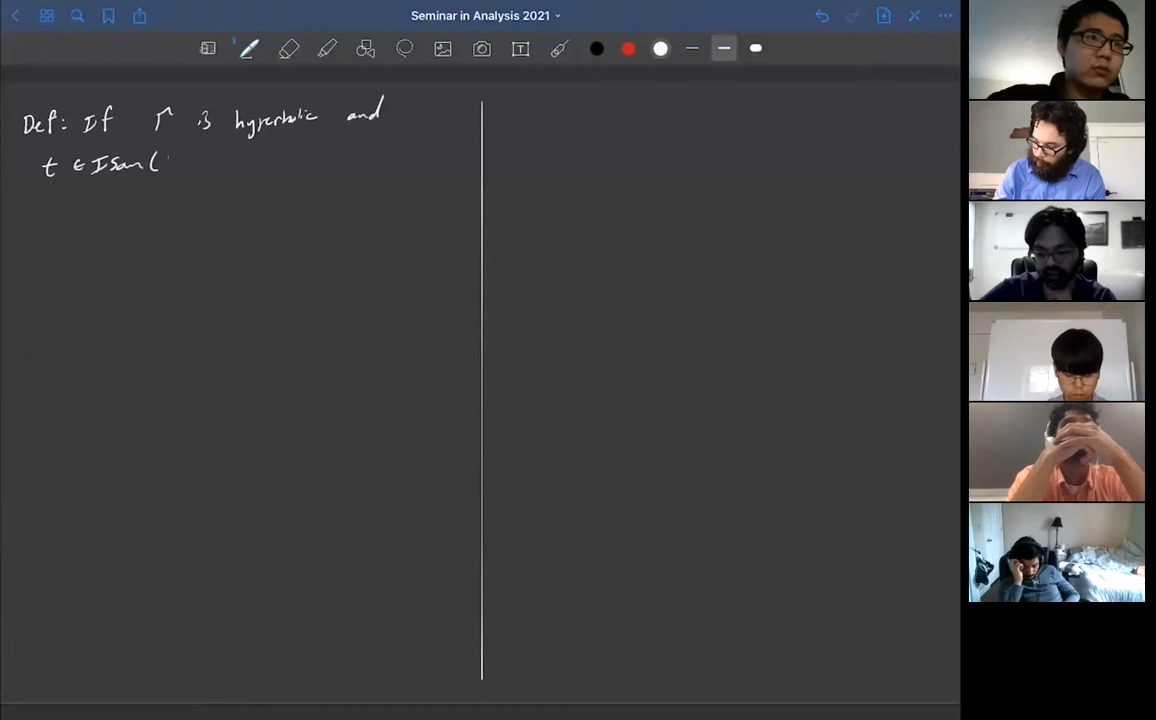 Seminar in Analysis 2021
Def: If Γ is hyperbolic and
t ∈ Isom(